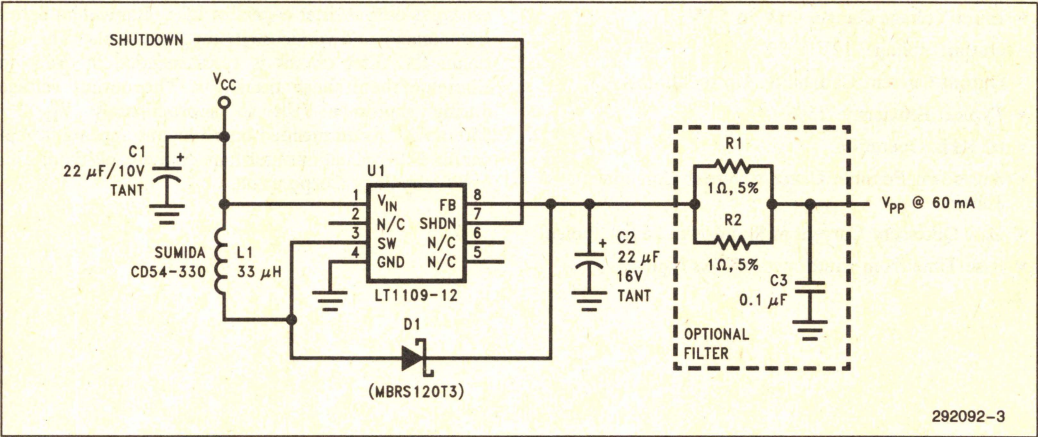 SHUTDOWN
VCC
C1
22 µF/10V
TANT
SUMIDA
CD54-330
L1
33 µH
U1
1 VIN
2 N/C
3 SW
4 GND
FB 8
SHDN 7
N/C 6
N/C 5
LT1109-12
D1
(MBRS120T3)
C2
22 µF
16V
TANT
R1
1Ω, 5%
R2
1Ω, 5%
C3
0.1 µF
OPTIONAL
FILTER
VPP @ 60 mA
292092-3